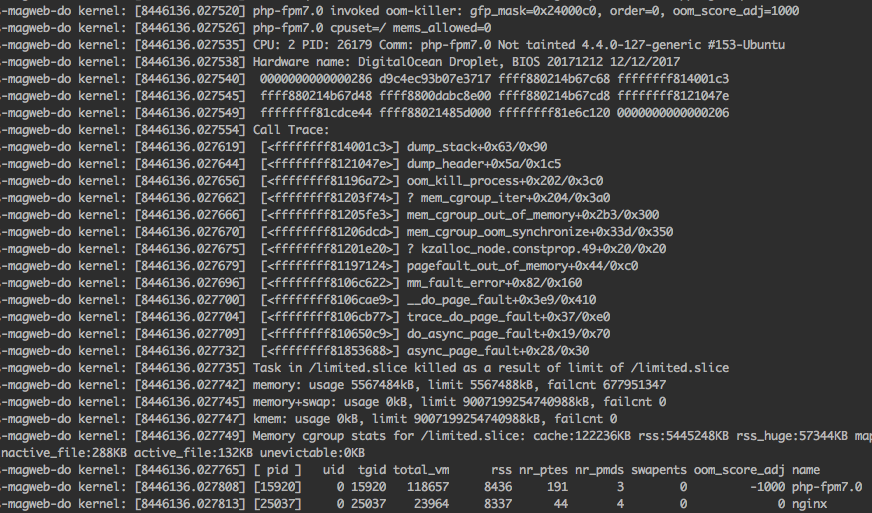 -magweb-do kernel: [8446136.027520] php-fpm7.0 invoked oom-killer: gfp_mask=0x24000c0, order=0, oom_score_adj=1000
-magweb-do kernel: [8446136.027526] php-fpm7.0 cpuset=/ mems_allowed=0
-magweb-do kernel: [8446136.027535] CPU: 2 PID: 26179 Comm: php-fpm7.0 Not tainted 4.4.0-127-generic #153-Ubuntu
-magweb-do kernel: [8446136.027538] Hardware name: DigitalOcean Droplet, BIOS 20171212 12/12/2017
-magweb-do kernel: [8446136.027540]  0000000000000286 d9c4ec93b07e3717 ffff880214b67c68 ffffffff814001c3
-magweb-do kernel: [8446136.027545]  ffff880214b67d48 ffff8800dabc8e00 ffff880214b67cd8 ffffffff8121047e
-magweb-do kernel: [8446136.027549]  ffffffff81cdce44 ffff88021485d000 ffffffff81e6c120 0000000000000206
-magweb-do kernel: [8446136.027554] Call Trace:
-magweb-do kernel: [8446136.027619]  [<ffffffff814001c3>] dump_stack+0x63/0x90
-magweb-do kernel: [8446136.027644]  [<ffffffff8121047e>] dump_header+0x5a/0x1c5
-magweb-do kernel: [8446136.027656]  [<ffffffff81196a72>] oom_kill_process+0x202/0x3c0
-magweb-do kernel: [8446136.027662]  [<ffffffff81203f74>] ? mem_cgroup_iter+0x204/0x3a0
-magweb-do kernel: [8446136.027666]  [<ffffffff81205fe3>] mem_cgroup_out_of_memory+0x2b3/0x300
-magweb-do kernel: [8446136.027670]  [<ffffffff81206dcd>] mem_cgroup_oom_synchronize+0x33d/0x350
-magweb-do kernel: [8446136.027675]  [<ffffffff81201e20>] ? kzalloc_node.constprop.49+0x20/0x20
-magweb-do kernel: [8446136.027679]  [<ffffffff81197124>] pagefault_out_of_memory+0x44/0xc0
-magweb-do kernel: [8446136.027696]  [<ffffffff8106c622>] mm_fault_error+0x82/0x160
-magweb-do kernel: [8446136.027700]  [<ffffffff8106cae9>] __do_page_fault+0x3e9/0x410
-magweb-do kernel: [8446136.027704]  [<ffffffff8106cb77>] trace_do_page_fault+0x37/0xe0
-magweb-do kernel: [8446136.027709]  [<ffffffff810650c9>] do_async_page_fault+0x19/0x70
-magweb-do kernel: [8446136.027732]  [<ffffffff81853688>] async_page_fault+0x28/0x30
-magweb-do kernel: [8446136.027735] Task in /limited.slice killed as a result of limit of /limited.slice
-magweb-do kernel: [8446136.027742] memory: usage 5567484kB, limit 5567488kB, failcnt 677951347
-magweb-do kernel: [8446136.027745] memory+swap: usage 0kB, limit 9007199254740988kB, failcnt 0
-magweb-do kernel: [8446136.027747] kmem: usage 0kB, limit 9007199254740988kB, failcnt 0
-magweb-do kernel: [8446136.027749] Memory cgroup stats for /limited.slice: cache:122236KB rss:5445248KB rss_huge:57344KB map
nactive_file:288KB active_file:132KB unevictable:0KB
-magweb-do kernel: [8446136.027765] [ pid ]   uid  tgid total_vm      rss nr_ptes nr_pmds swapents oom_score_adj name
-magweb-do kernel: [8446136.027808] [15920]     0 15920   118657     8436     191       3        0         -1000 php-fpm7.0
-magweb-do kernel: [8446136.027813] [25037]     0 25037    23964     8337      44       4        0             0 nginx